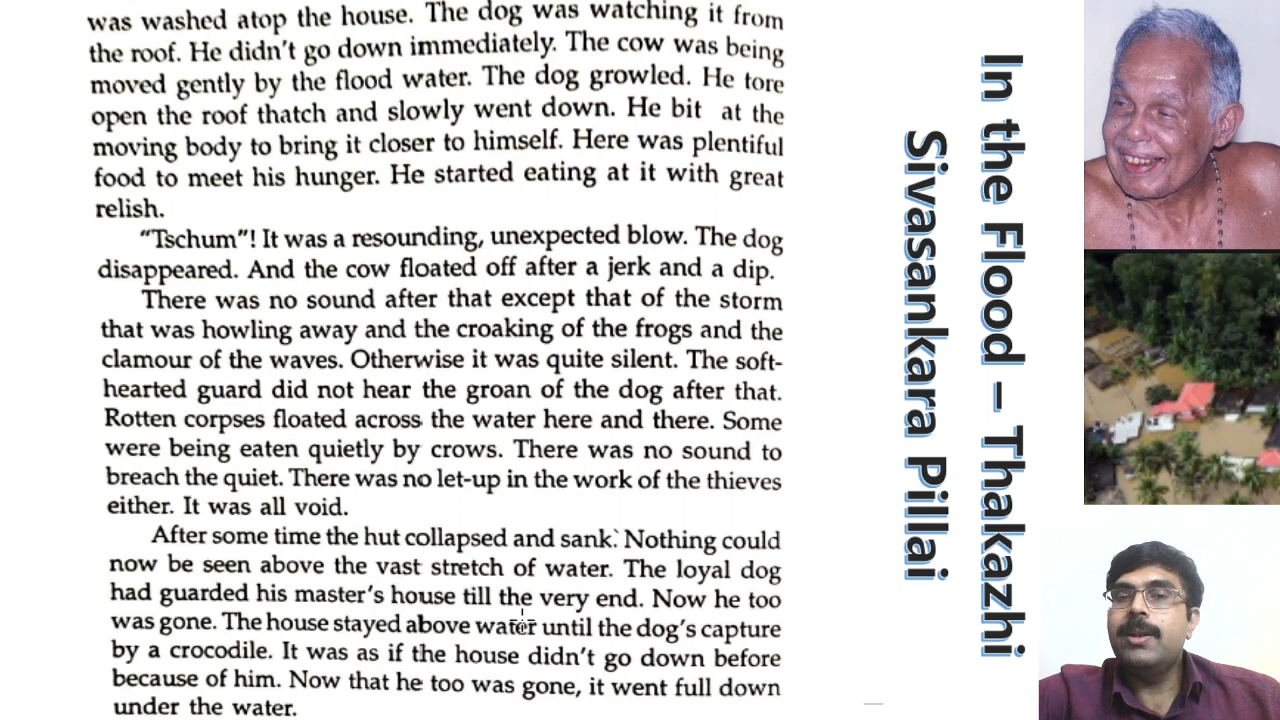 was washed atop the house. The dog was watching it from
the roof. He didn't go down immediately. The cow was being
moved gently by the flood water. The dog growled. He tore
open the roof thatch and slowly went down. He bit at the
moving body to bring it closer to himself. Here was plentiful
food to meet his hunger. He started eating at it with great
relish.
"Tschum"! It was a resounding, unexpected blow. The dog
disappeared. And the cow floated off after a jerk and a dip.
There was no sound after that except that of the storm
that was howling away and the croaking of the frogs and the
clamour of the waves. Otherwise it was quite silent. The soft-
hearted guard did not hear the groan of the dog after that.
Rotten corpses floated across the water here and there. Some
were being eaten quietly by crows. There was no sound to
breach the quiet. There was no let-up in the work of the thieves
either. It was all void.
After some time the hut collapsed and sank. Nothing could
now be seen above the vast stretch of water. The loyal dog
had guarded his master's house till the very end. Now he too
was gone. The house stayed above water until the dog's capture
by a crocodile. It was as if the house didn't go down before
because of him. Now that he too was gone, it went full down
under the water.
In the Flood – Thakazhi
Sivasankara Pillai